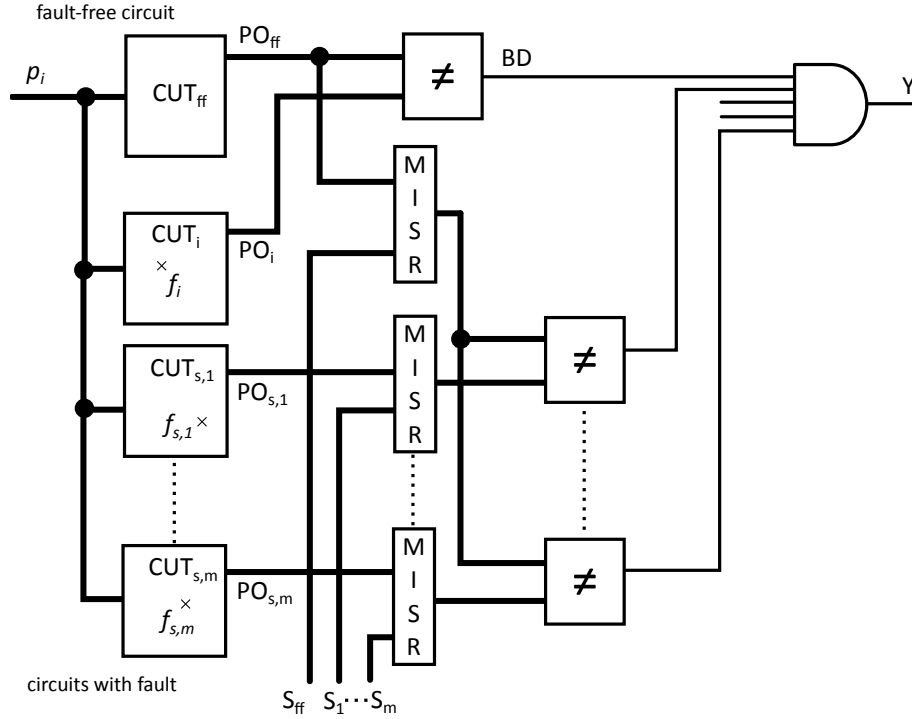 fault-free circuit
PO_ff
BD
p_i
CUT_ff
≠
Y
M
I
S
R
CUT_i
× f_i
PO_i
CUT_s,1
f_s,1 ×
PO_s,1
M
I
S
R
≠
CUT_s,m
×
f_s,m
PO_s,m
M
I
S
R
≠
circuits with fault
S_ff S_1 ··· S_m